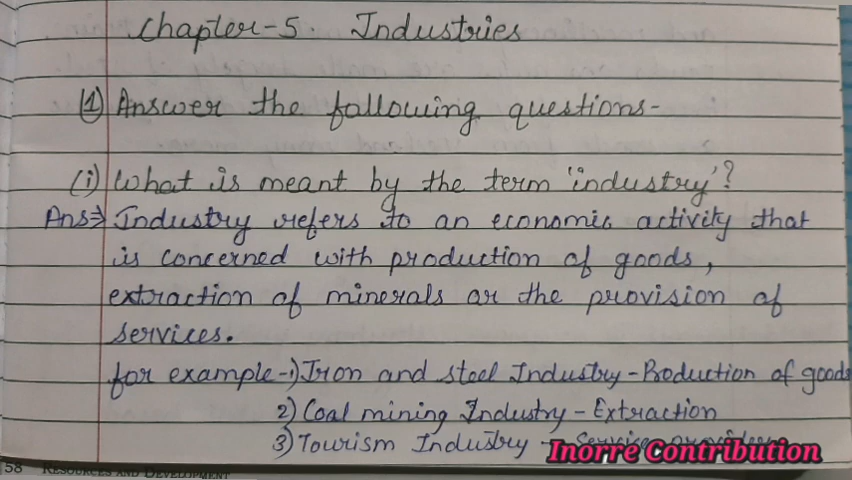 Chapter-5. Industries
(1) Answer the following questions-
(i) What is meant by the term 'industry'?
Ans⇒ Industry refers to an economic activity that
is concerned with production of goods,
extraction of minerals or the provision of
services.
for example-1) Iron and steel Industry-Production of goods
2) Coal mining Industry-Extraction
3) Tourism Industry -
Inorre Contribution
58 RESOURCES AND DEVELOPMENT